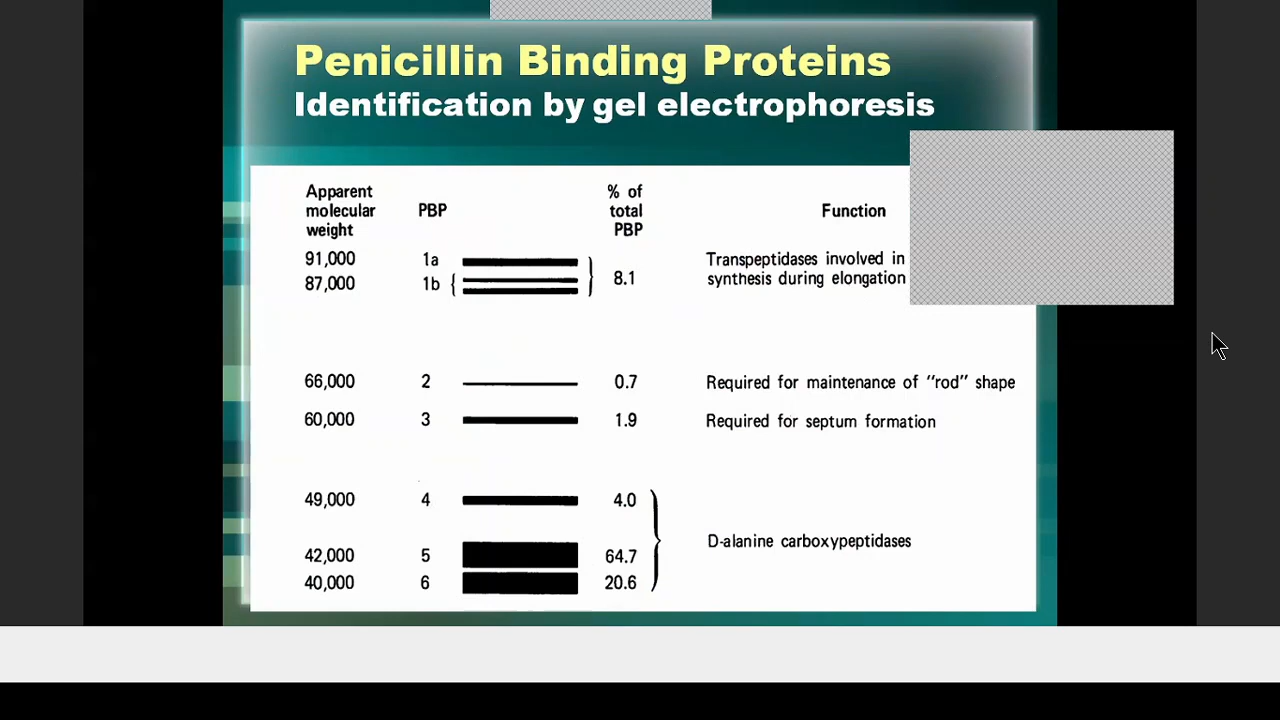 Penicillin Binding Proteins
Identification by gel electrophoresis
Apparent molecular weight PBP % of total PBP Function
91,000 1a Transpeptidases involved in
87,000 1b 8.1 synthesis during elongation
66,000 2 0.7 Required for maintenance of "rod" shape
60,000 3 1.9 Required for septum formation
49,000 4 4.0
D-alanine carboxypeptidases
42,000 5 64.7
40,000 6 20.6